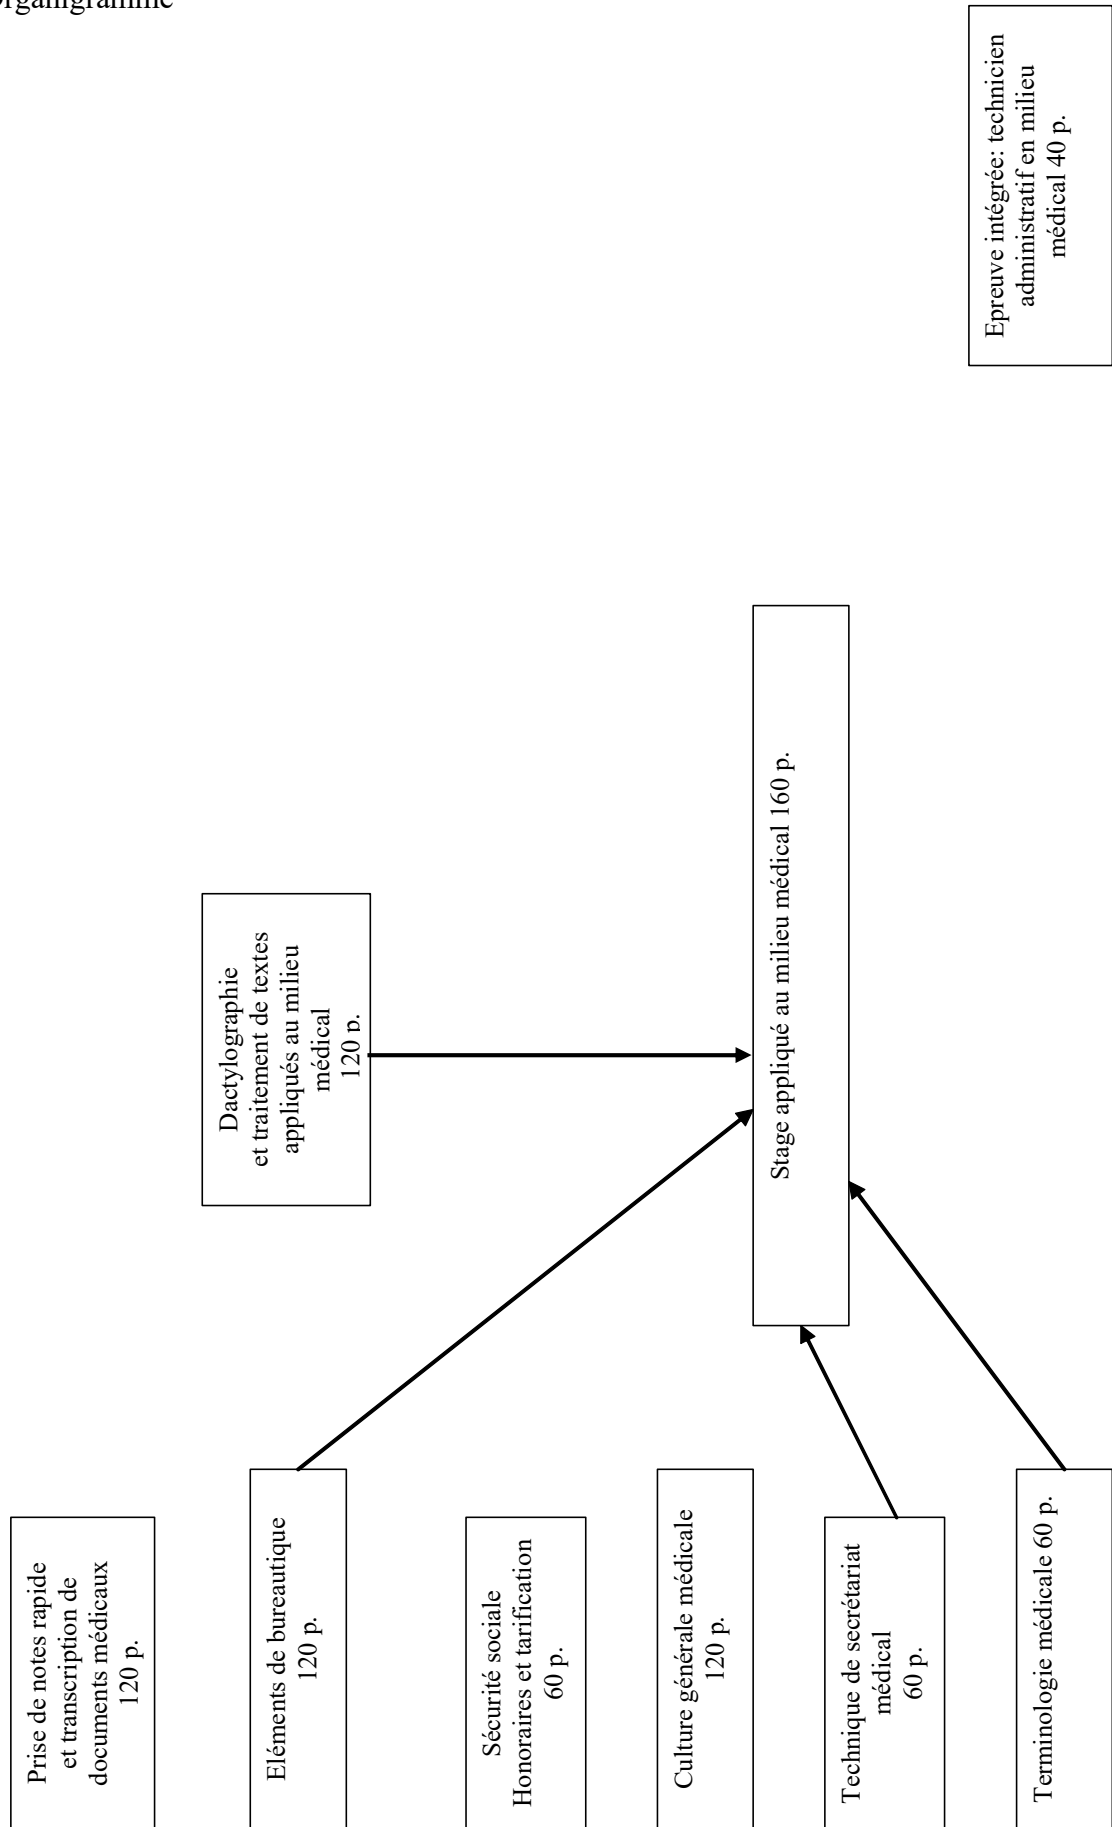 organigramme
Prise de notes rapide
et transcription de
documents médicaux
120 p.
Eléments de bureautique
120 p.
Sécurité sociale
Honoraires et tarification
60 p.
Culture générale médicale
120 p.
Technique de secrétariat
médical
60 p.
Terminologie médicale 60 p.
Dactylographie
et traitement de textes
appliqués au milieu
médical
120 p.
Stage appliqué au milieu médical 160 p.
Epreuve intégrée: technicien
administratif en milieu
médical 40 p.